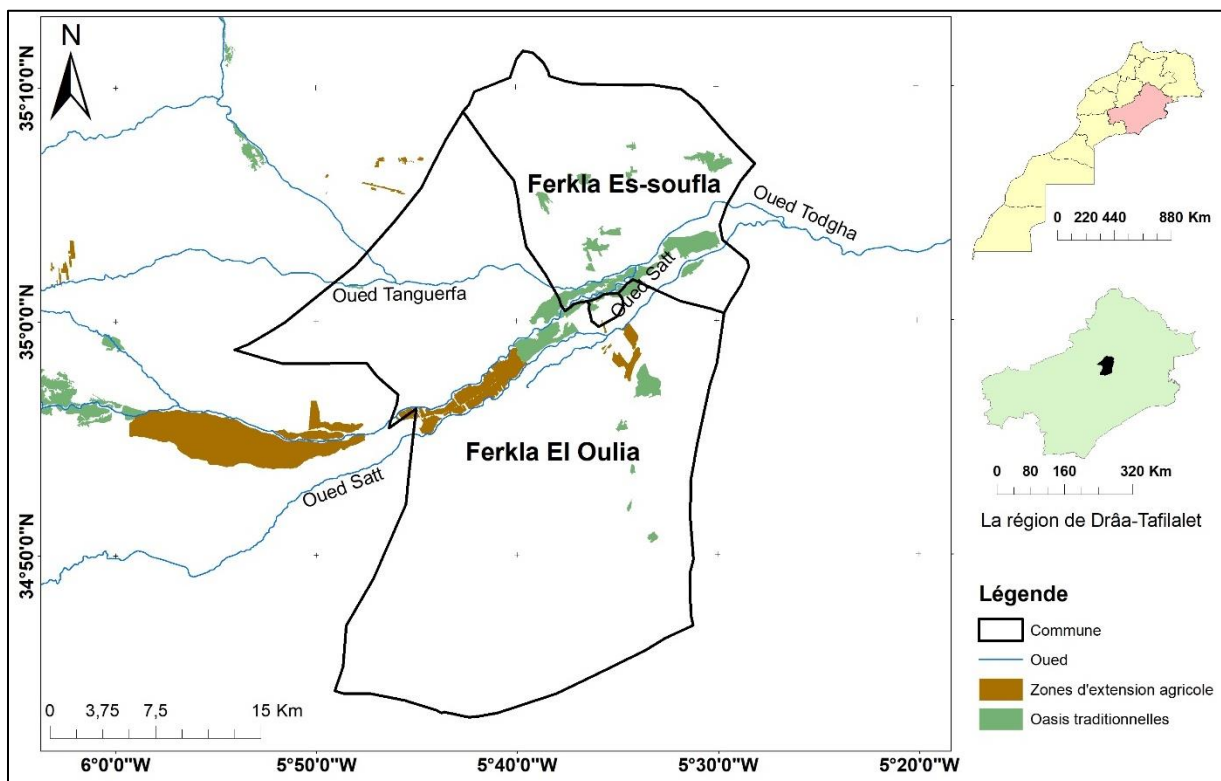 N
35°10'0"N
35°0'0"N
34°50'0"N
Ferkla Es-soufla
Oued Todgha
Oued Satt
Oued Tanguerfa
Ferkla El Oulia
Oued Satt
0 3,75 7,5 15 Km
6°0'0"W 5°50'0"W 5°40'0"W 5°30'0"W 5°20'0"W
0 220 440 880 Km
0 80 160 320 Km
La région de Drâa-Tafilalet
Légende
Commune
Oued
Zones d'extension agricole
Oasis traditionnelles